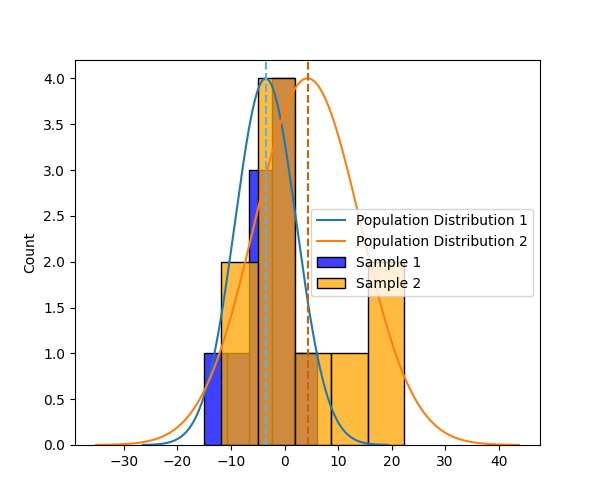 4.0
3.5
3.0
2.5
2.0
1.5
1.0
0.5
0.0
Count
Population Distribution 1
Population Distribution 2
Sample 1
Sample 2
−30 −20 −10 0 10 20 30 40